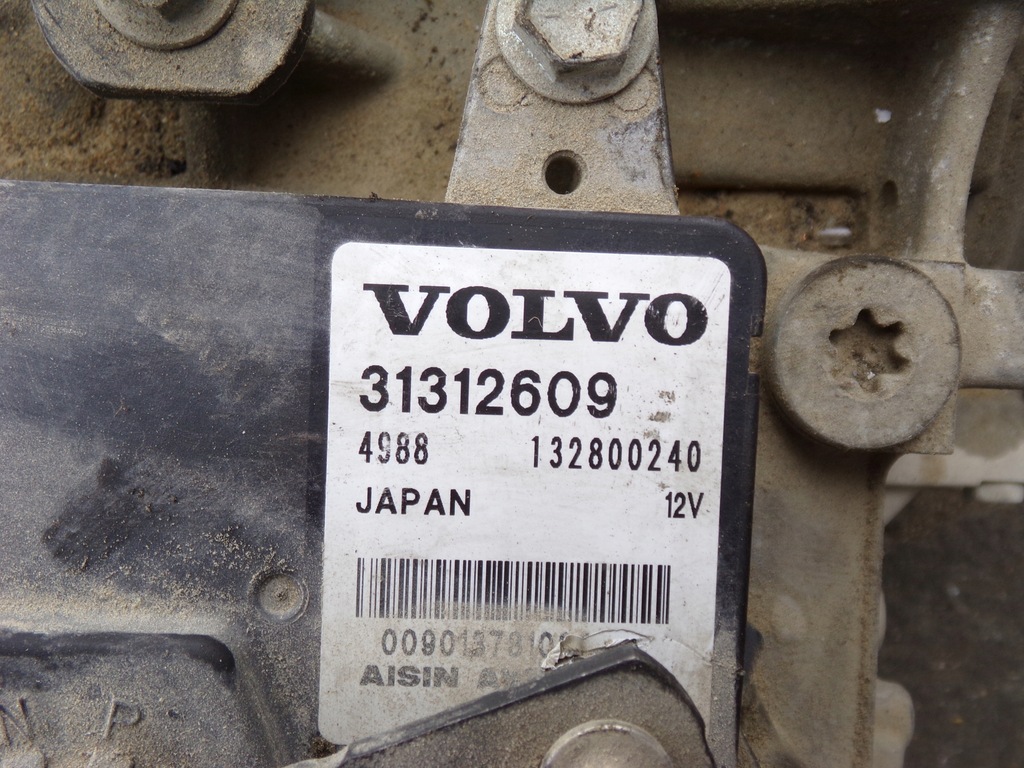 VOLVO
31312609
4988 132800240
JAPAN 12V
AISIN
N P